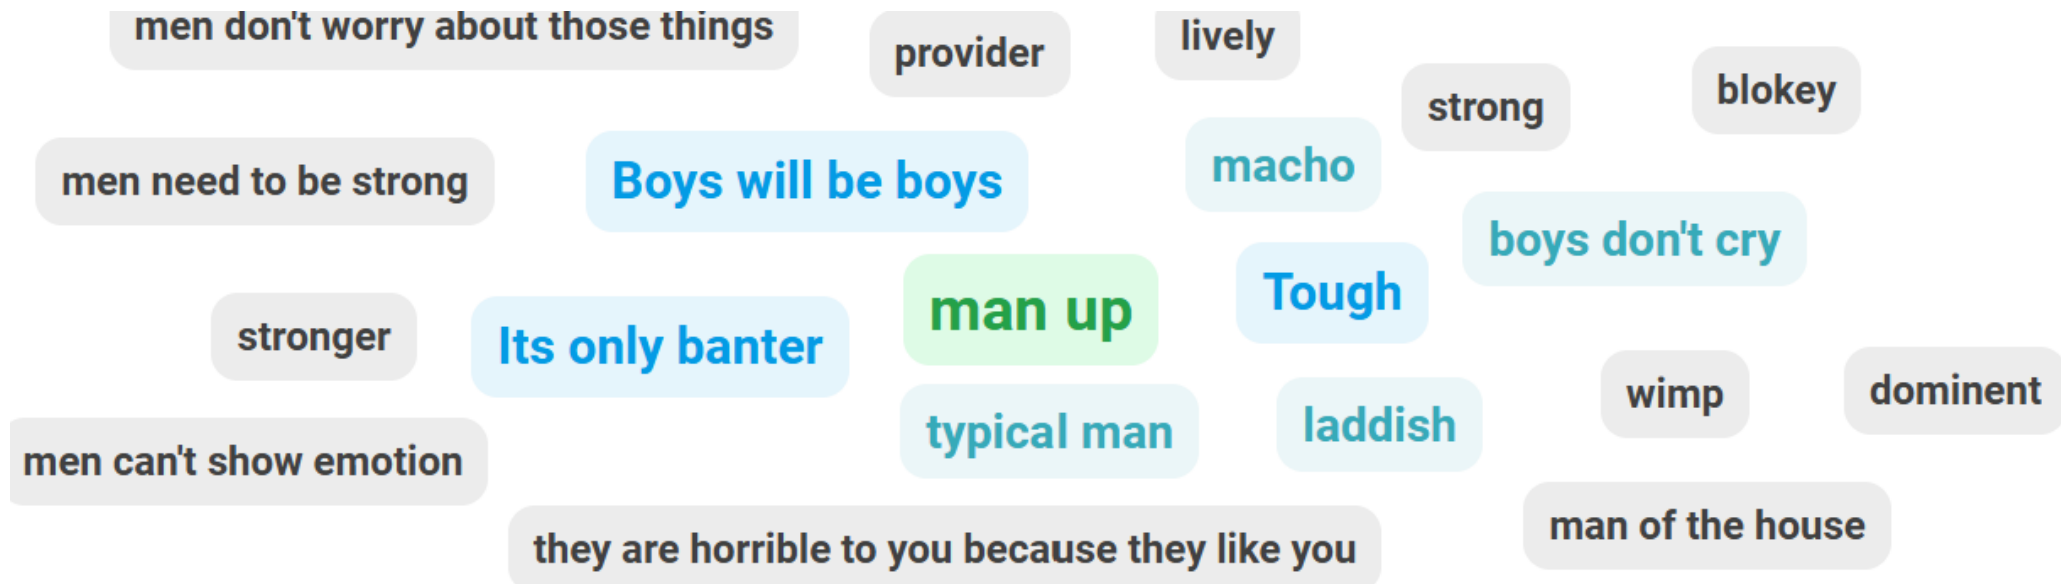 men don't worry about those things
provider
lively
strong
blokey
men need to be strong
Boys will be boys
macho
boys don't cry
stronger
Its only banter
man up
Tough
wimp
dominent
men can't show emotion
typical man
laddish
they are horrible to you because they like you
man of the house